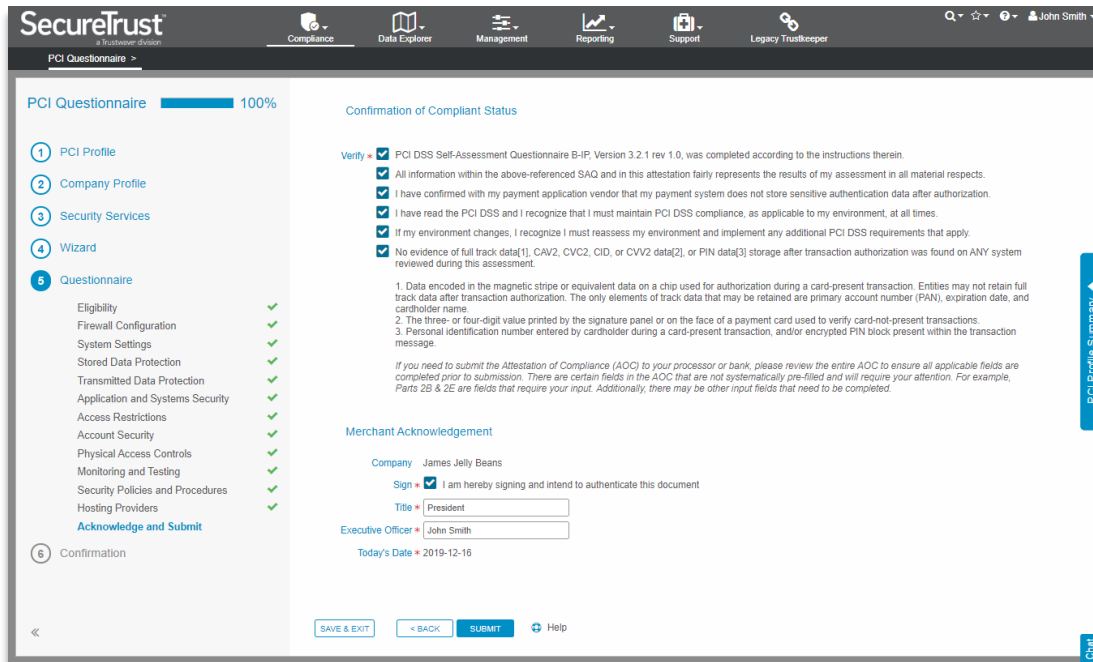 SecureTrust
a Trustwave division
Compliance
Data Explorer
Management
Reporting
Support
Legacy Trustkeeper
John Smith
PCI Questionnaire >
PCI Questionnaire 100%
1 PCI Profile
2 Company Profile
3 Security Services
4 Wizard
5 Questionnaire
Eligibility
Firewall Configuration
System Settings
Stored Data Protection
Transmitted Data Protection
Application and Systems Security
Access Restrictions
Account Security
Physical Access Controls
Monitoring and Testing
Security Policies and Procedures
Hosting Providers
Acknowledge and Submit
6 Confirmation
«
Confirmation of Compliant Status
Verify * PCI DSS Self-Assessment Questionnaire B-IP, Version 3.2.1 rev 1.0, was completed according to the instructions therein.
All information within the above-referenced SAQ and in this attestation fairly represents the results of my assessment in all material respects.
I have confirmed with my payment application vendor that my payment system does not store sensitive authentication data after authorization.
I have read the PCI DSS and I recognize that I must maintain PCI DSS compliance, as applicable to my environment, at all times.
If my environment changes, I recognize I must reassess my environment and implement any additional PCI DSS requirements that apply.
No evidence of full track data[1], CAV2, CVC2, CID, or CVV2 data[2], or PIN data[3] storage after transaction authorization was found on ANY system
reviewed during this assessment.
1. Data encoded in the magnetic stripe or equivalent data on a chip used for authorization during a card-present transaction. Entities may not retain full
track data after transaction authorization. The only elements of track data that may be retained are primary account number (PAN), expiration date, and
cardholder name.
2. The three- or four-digit value printed by the signature panel or on the face of a payment card used to verify card-not-present transactions.
3. Personal identification number entered by cardholder during a card-present transaction, and/or encrypted PIN block present within the transaction
message.
If you need to submit the Attestation of Compliance (AOC) to your processor or bank, please review the entire AOC to ensure all applicable fields are
completed prior to submission. There are certain fields in the AOC that are not systematically pre-filled and will require your attention. For example,
Parts 2B & 2E are fields that require your input. Additionally, there may be other input fields that need to be completed.
Merchant Acknowledgement
Company James Jelly Beans
Sign * I am hereby signing and intend to authenticate this document
Title * President
Executive Officer * John Smith
Today's Date * 2019-12-16
SAVE & EXIT
< BACK
SUBMIT
Help
PCI Profile Summary
Chat